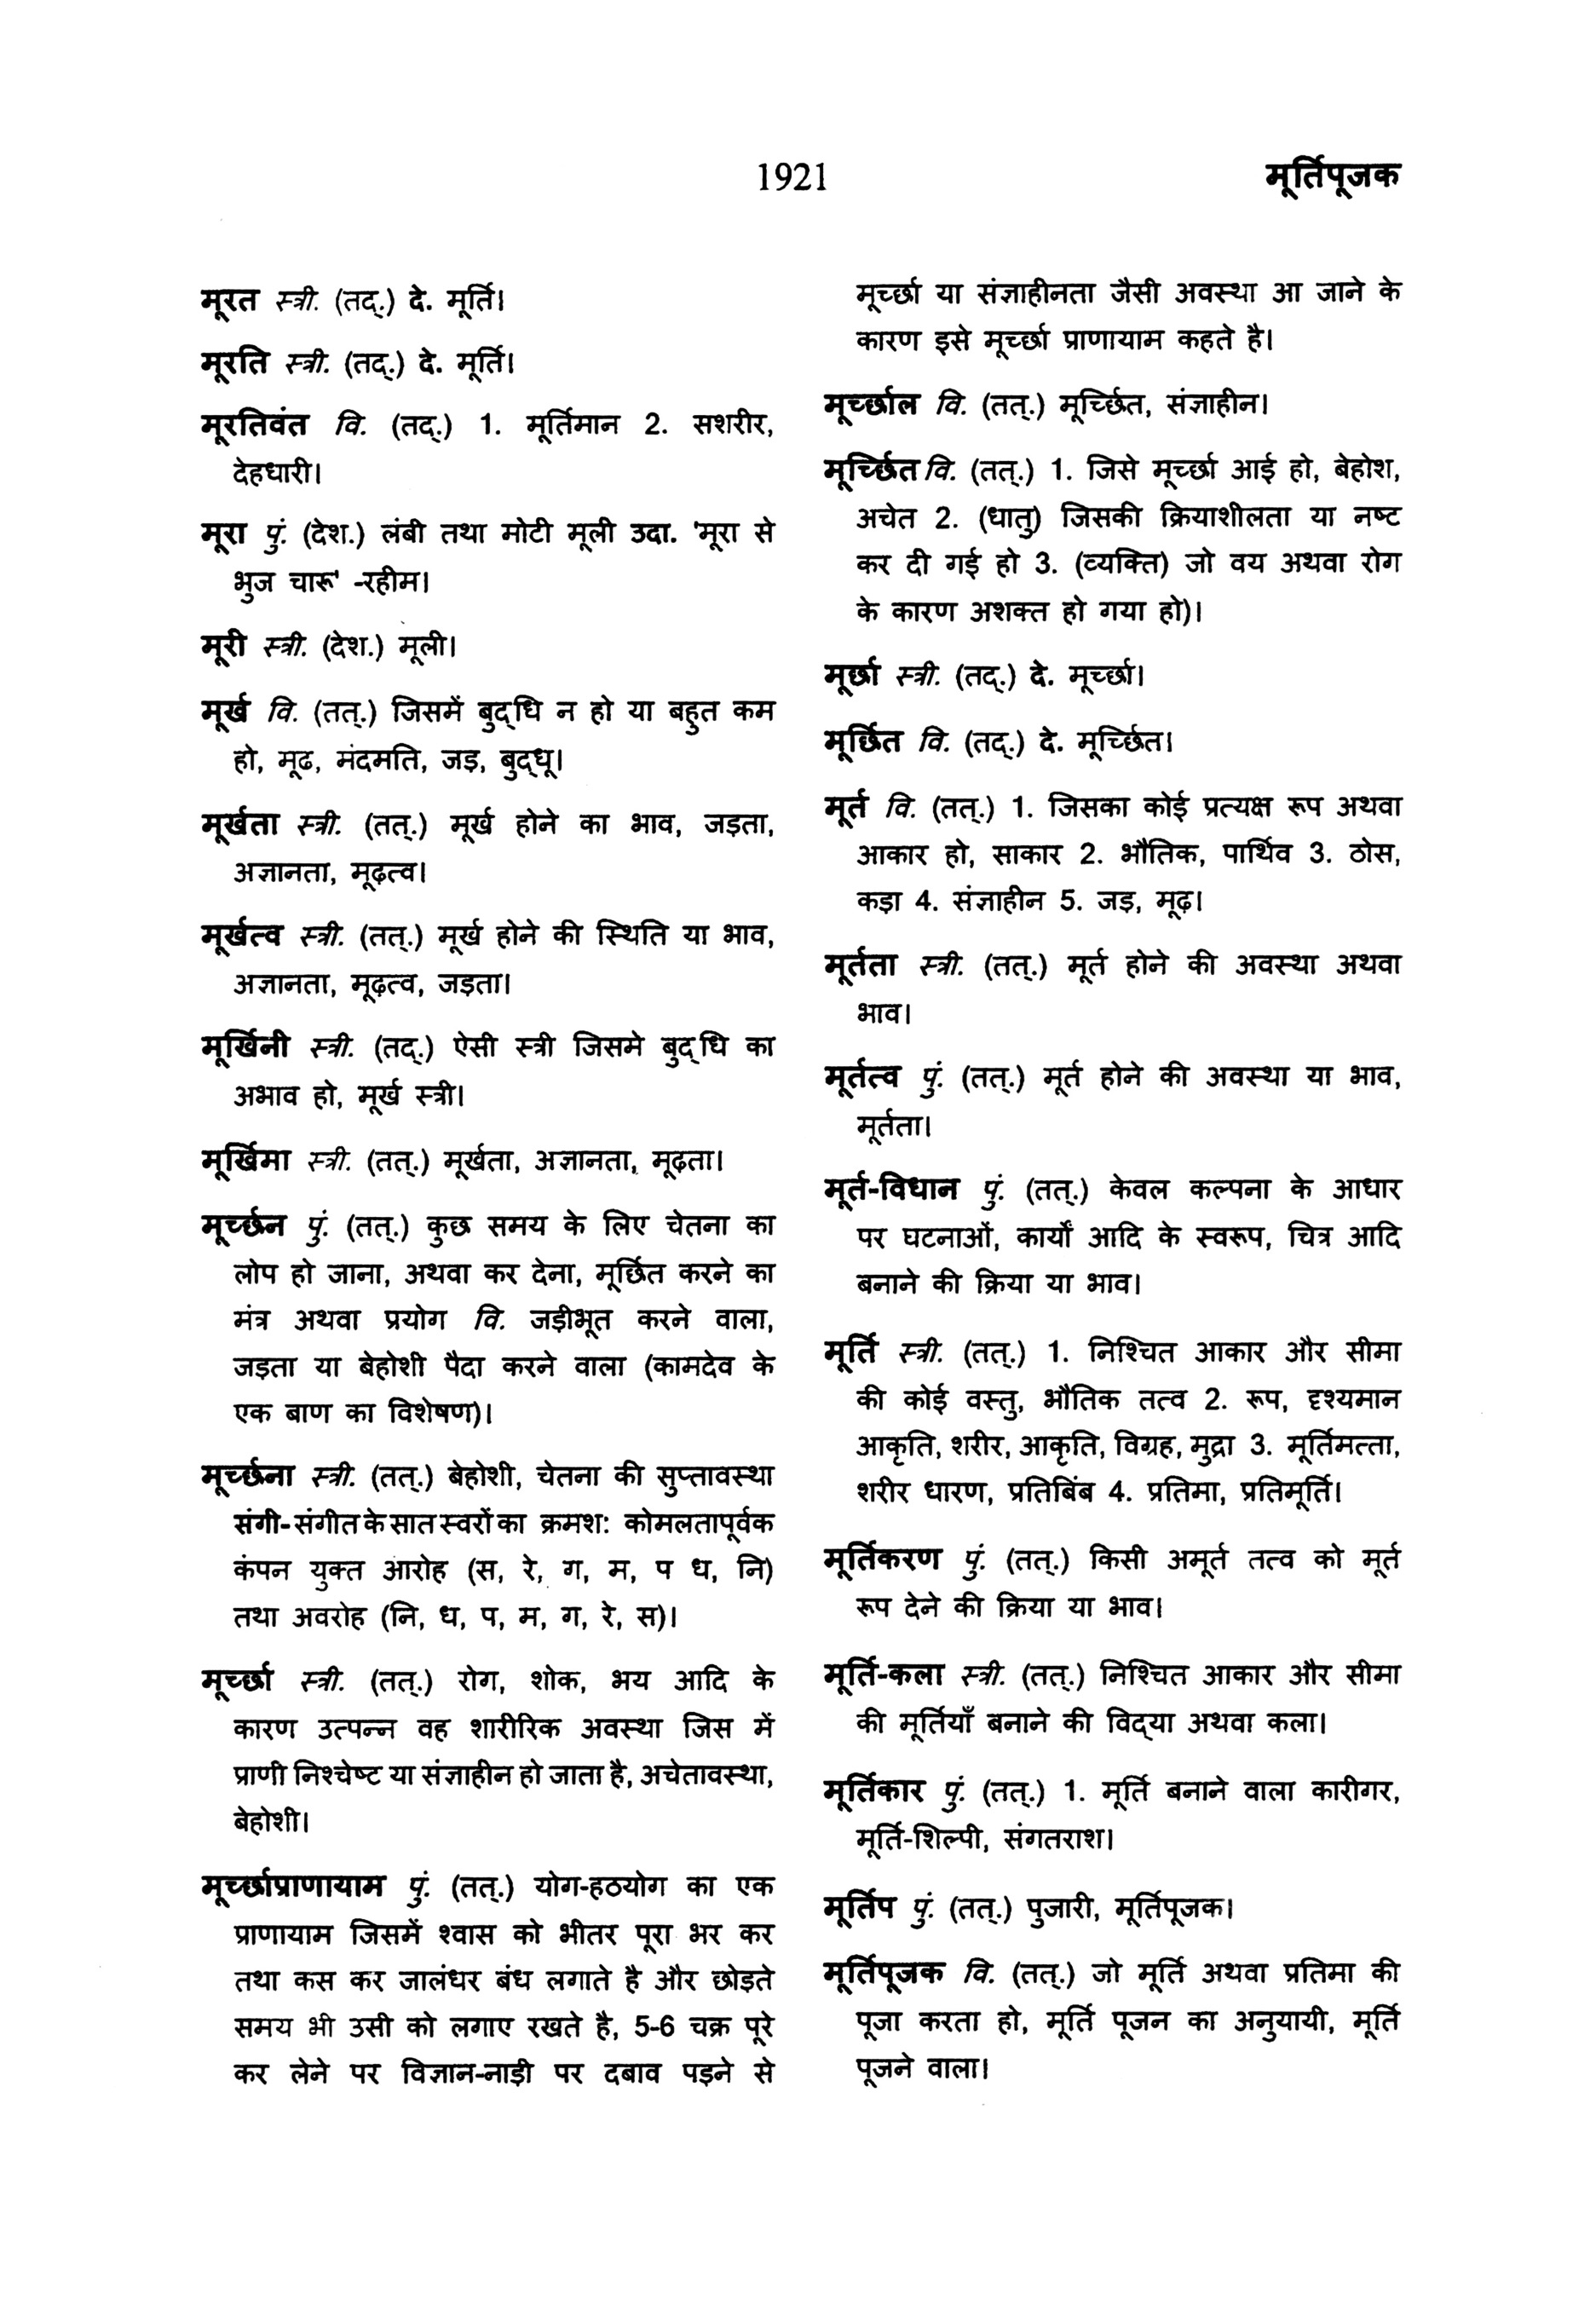 1921
मूर्तिपूजक
मूरत स्त्री. (तद्.) दे. मूर्ति।
मूरति स्त्री. (तद्.) दे. मूर्ति।
मूरतिवंत वि. (तद्.) 1. मूर्तिमान 2. सशरीर,
देहधारी।
मूरा पुं. (देश.) लंबी तथा मोटी मूली उदा. 'मूरा से
भुज चारू' -रहीम।
मूरी स्त्री. (देश.) मूली।
मूर्ख वि. (तत्.) जिसमें बुद्‌धि न हो या बहुत कम
हो, मूढ, मंदमति, जड़, बुद्‌धू।
मूर्खता स्त्री. (तत्.) मूर्ख होने का भाव, जड़ता,
अज्ञानता, मूढ़त्व।
मूर्खत्व स्त्री. (तत्.) मूर्ख होने की स्थिति या भाव,
अज्ञानता, मूढ़त्व, जड़ता।
मूर्खिनी स्त्री. (तद्.) ऐसी स्त्री जिसमे बुद्‌धि का
अभाव हो, मूर्ख स्त्री।
मूर्खिमा स्त्री. (तत्.) मूर्खता, अज्ञानता, मूढ़ता।
मूर्च्छन पुं. (तत्.) कुछ समय के लिए चेतना का
लोप हो जाना, अथवा कर देना, मूर्छित करने का
मंत्र अथवा प्रयोग वि. जड़ीभूत करने वाला,
जड़ता या बेहोशी पैदा करने वाला (कामदेव के
एक बाण का विशेषण)।
मूर्च्छना स्त्री. (तत्.) बेहोशी, चेतना की सुप्तावस्था
संगी-संगीत के सात स्वरों का क्रमश: कोमलतापूर्वक
कंपन युक्त आरोह (स, रे, ग, म, प ध, नि)
तथा अवरोह (नि, ध, प, म, ग, रे, स)।
मूर्च्छा स्त्री. (तत्.) रोग, शोक, भय आदि के
कारण उत्पन्न वह शारीरिक अवस्था जिस में
प्राणी निश्चेष्ट या संज्ञाहीन हो जाता है, अचेतावस्था,
बेहोशी।
मूर्च्छाप्राणायाम पुं. (तत्.) योग-हठयोग का एक
प्राणायाम जिसमें श्वास को भीतर पूरा भर कर
तथा कस कर जालंधर बंध लगाते है और छोड़ते
समय भी उसी को लगाए रखते है, 5-6 चक्र पूरे
कर लेने पर विज्ञान-नाड़ी पर दबाव पड़ने से
मूर्च्छा या संज्ञाहीनता जैसी अवस्था आ जाने के
कारण इसे मूर्च्छा प्राणायाम कहते है।
मूर्च्छाल वि. (तत्.) मूर्च्छित, संज्ञाहीन।
मूर्च्छित वि. (तत्.) 1. जिसे मूर्च्छा आई हो, बेहोश,
अचेत 2. (धातु) जिसकी क्रियाशीलता या नष्ट
कर दी गई हो 3. (व्यक्ति) जो वय अथवा रोग
के कारण अशक्त हो गया हो)।
मूर्छा स्त्री. (तद्.) दे. मूर्च्छा।
मूर्छित वि. (तद्.) दे. मूर्च्छित।
मूर्त वि. (तत्.) 1. जिसका कोई प्रत्यक्ष रूप अथवा
आकार हो, साकार 2. भौतिक, पार्थिव 3. ठोस,
कड़ा 4. संज्ञाहीन 5. जड़, मूढ़।
मूर्तता स्त्री. (तत्.) मूर्त होने की अवस्था अथवा
भाव।
मूर्तत्व पुं. (तत्.) मूर्त होने की अवस्था या भाव,
मूर्तता।
मूर्त-विधान पुं. (तत्.) केवल कल्पना के आधार
पर घटनाओं, कार्यों आदि के स्वरूप, चित्र आदि
बनाने की क्रिया या भाव।
मूर्ति स्त्री. (तत्.) 1. निश्चित आकार और सीमा
की कोई वस्तु, भौतिक तत्व 2. रूप, दृश्यमान
आकृति, शरीर, आकृति, विग्रह, मुद्रा 3. मूर्तिमत्ता,
शरीर धारण, प्रतिबिंब 4. प्रतिमा, प्रतिमूर्ति।
मूर्तिकरण पुं. (तत्.) किसी अमूर्त तत्व को मूर्त
रूप देने की क्रिया या भाव।
मूर्ति-कला स्त्री. (तत्.) निश्चित आकार और सीमा
की मूर्तियाँ बनाने की विद्‌या अथवा कला।
मूर्तिकार पुं. (तत्.) 1. मूर्ति बनाने वाला कारीगर,
मूर्ति-शिल्पी, संगतराश।
मूर्तिप पुं. (तत्.) पुजारी, मूर्तिपूजक।
मूर्तिपूजक वि. (तत्.) जो मूर्ति अथवा प्रतिमा की
पूजा करता हो, मूर्ति पूजन का अनुयायी, मूर्ति
पूजने वाला।